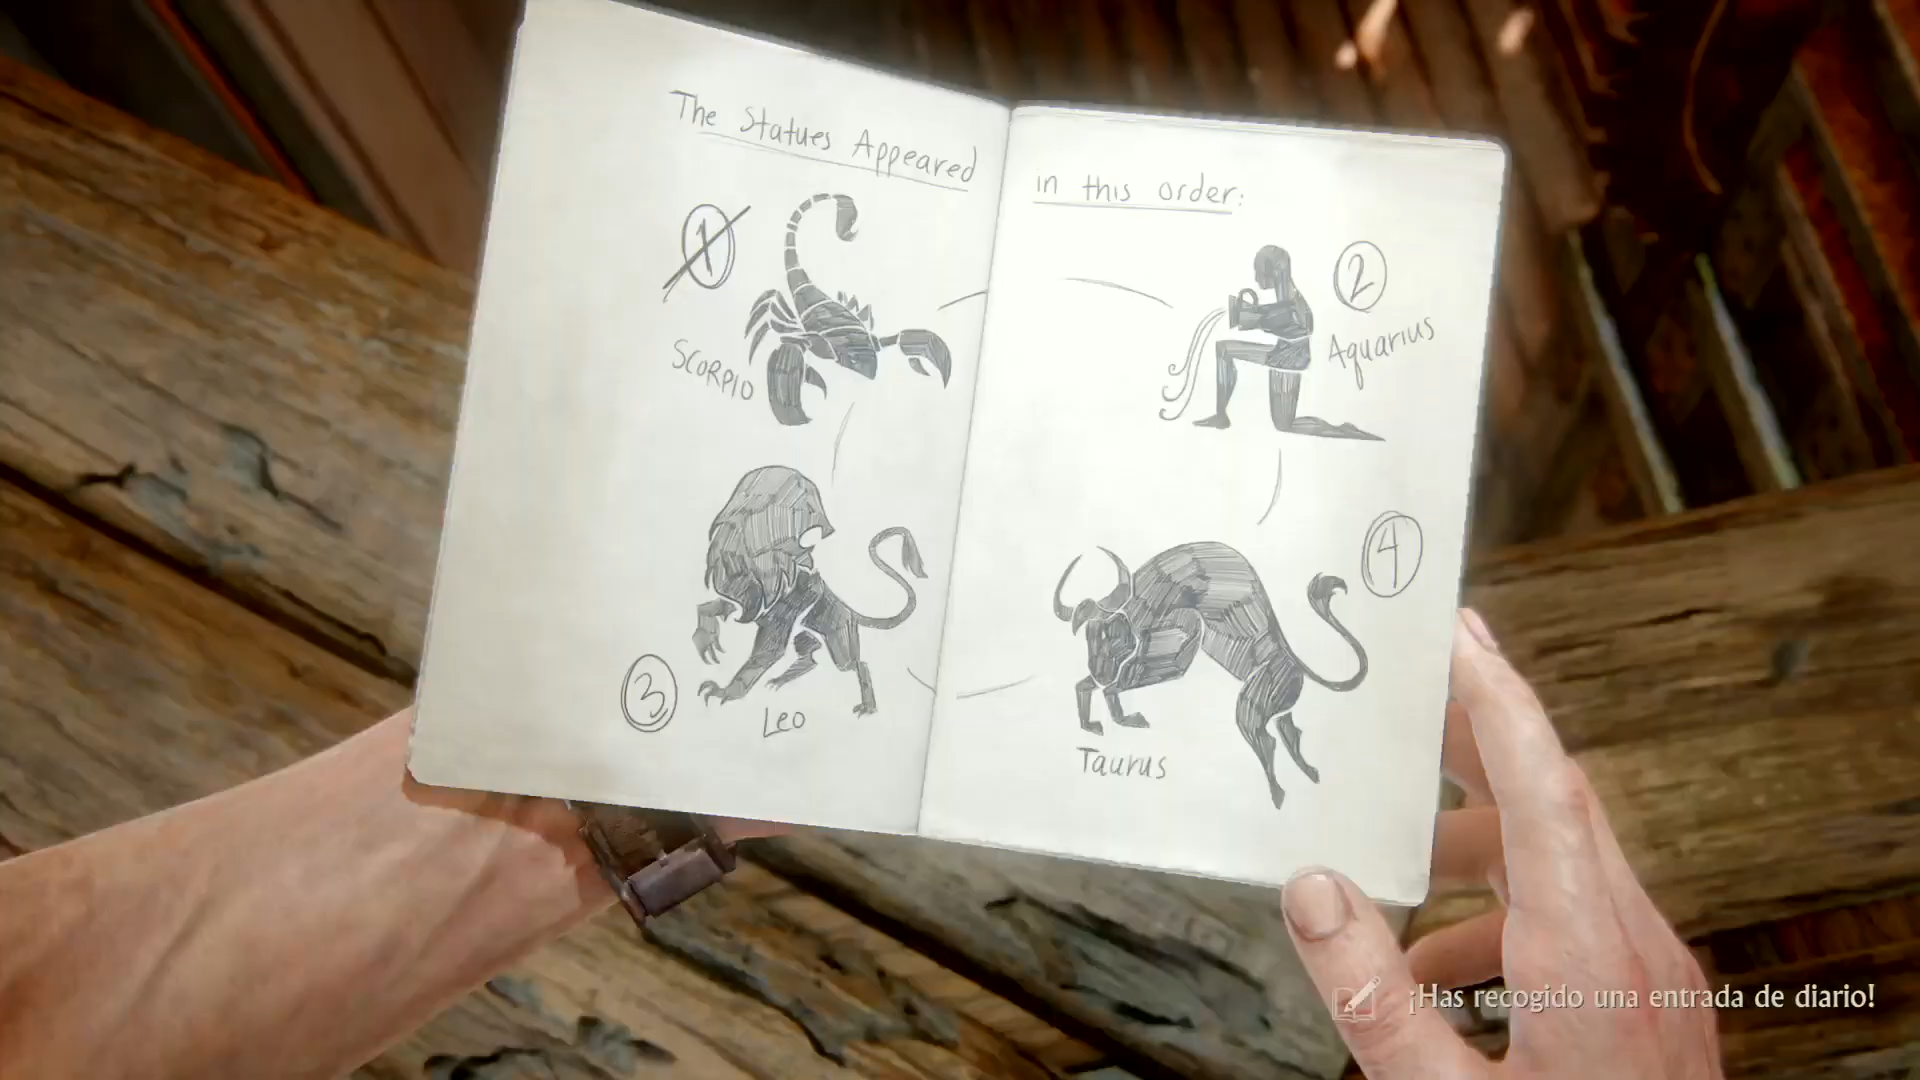 The Statues Appeared
in this order:
1
SCORPIO
2
Aquarius
3
Leo
4
Taurus
¡Has recogido una entrada de diario!